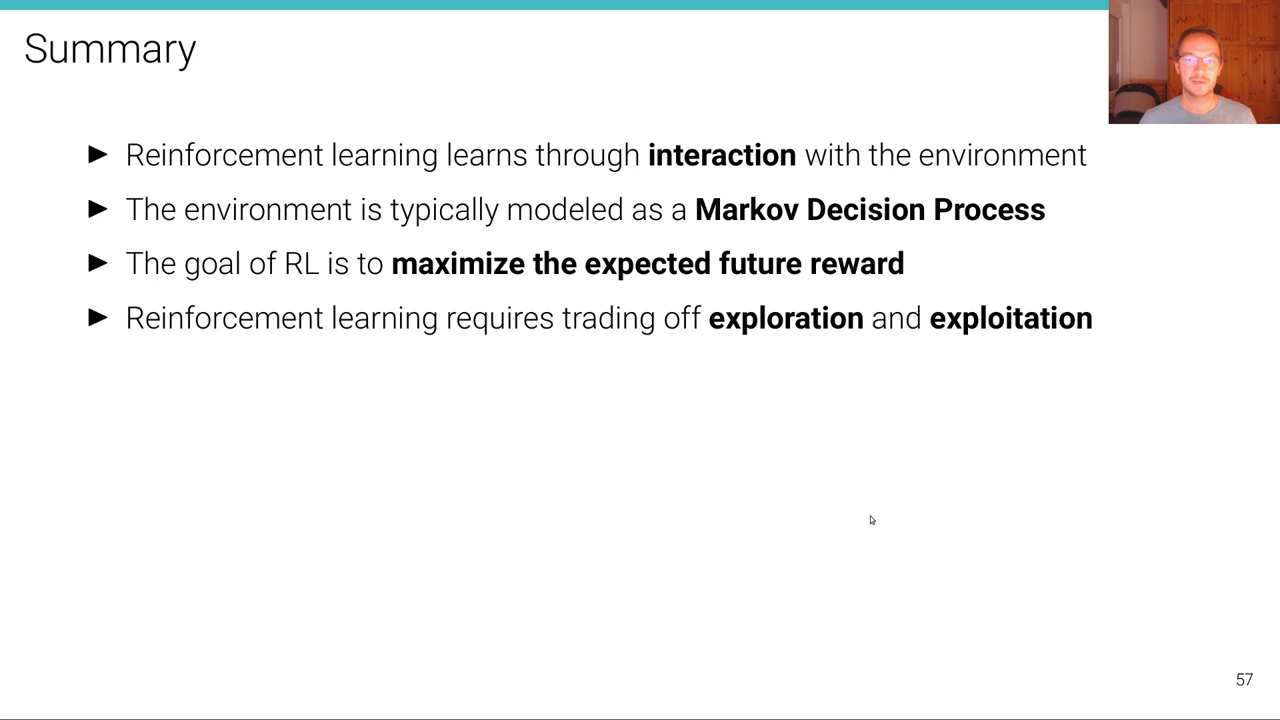 Summary
► Reinforcement learning learns through interaction with the environment
► The environment is typically modeled as a Markov Decision Process
► The goal of RL is to maximize the expected future reward
► Reinforcement learning requires trading off exploration and exploitation
57